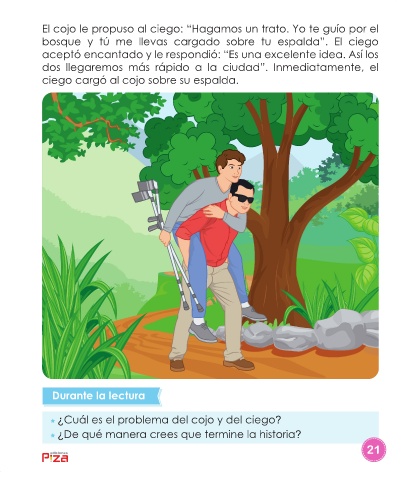 El cojo le propuso al ciego: “Hagamos un trato. Yo te guío por el
bosque y tú me llevas cargado sobre tu espalda”. El ciego
aceptó encantado y le respondió: “Es una excelente idea. Así los
dos llegaremos más rápido a la ciudad”. Inmediatamente, el
ciego cargó al cojo sobre su espalda.
Durante la lectura
• ¿Cuál es el problema del cojo y del ciego?
• ¿De qué manera crees que termine la historia?
P'za
21